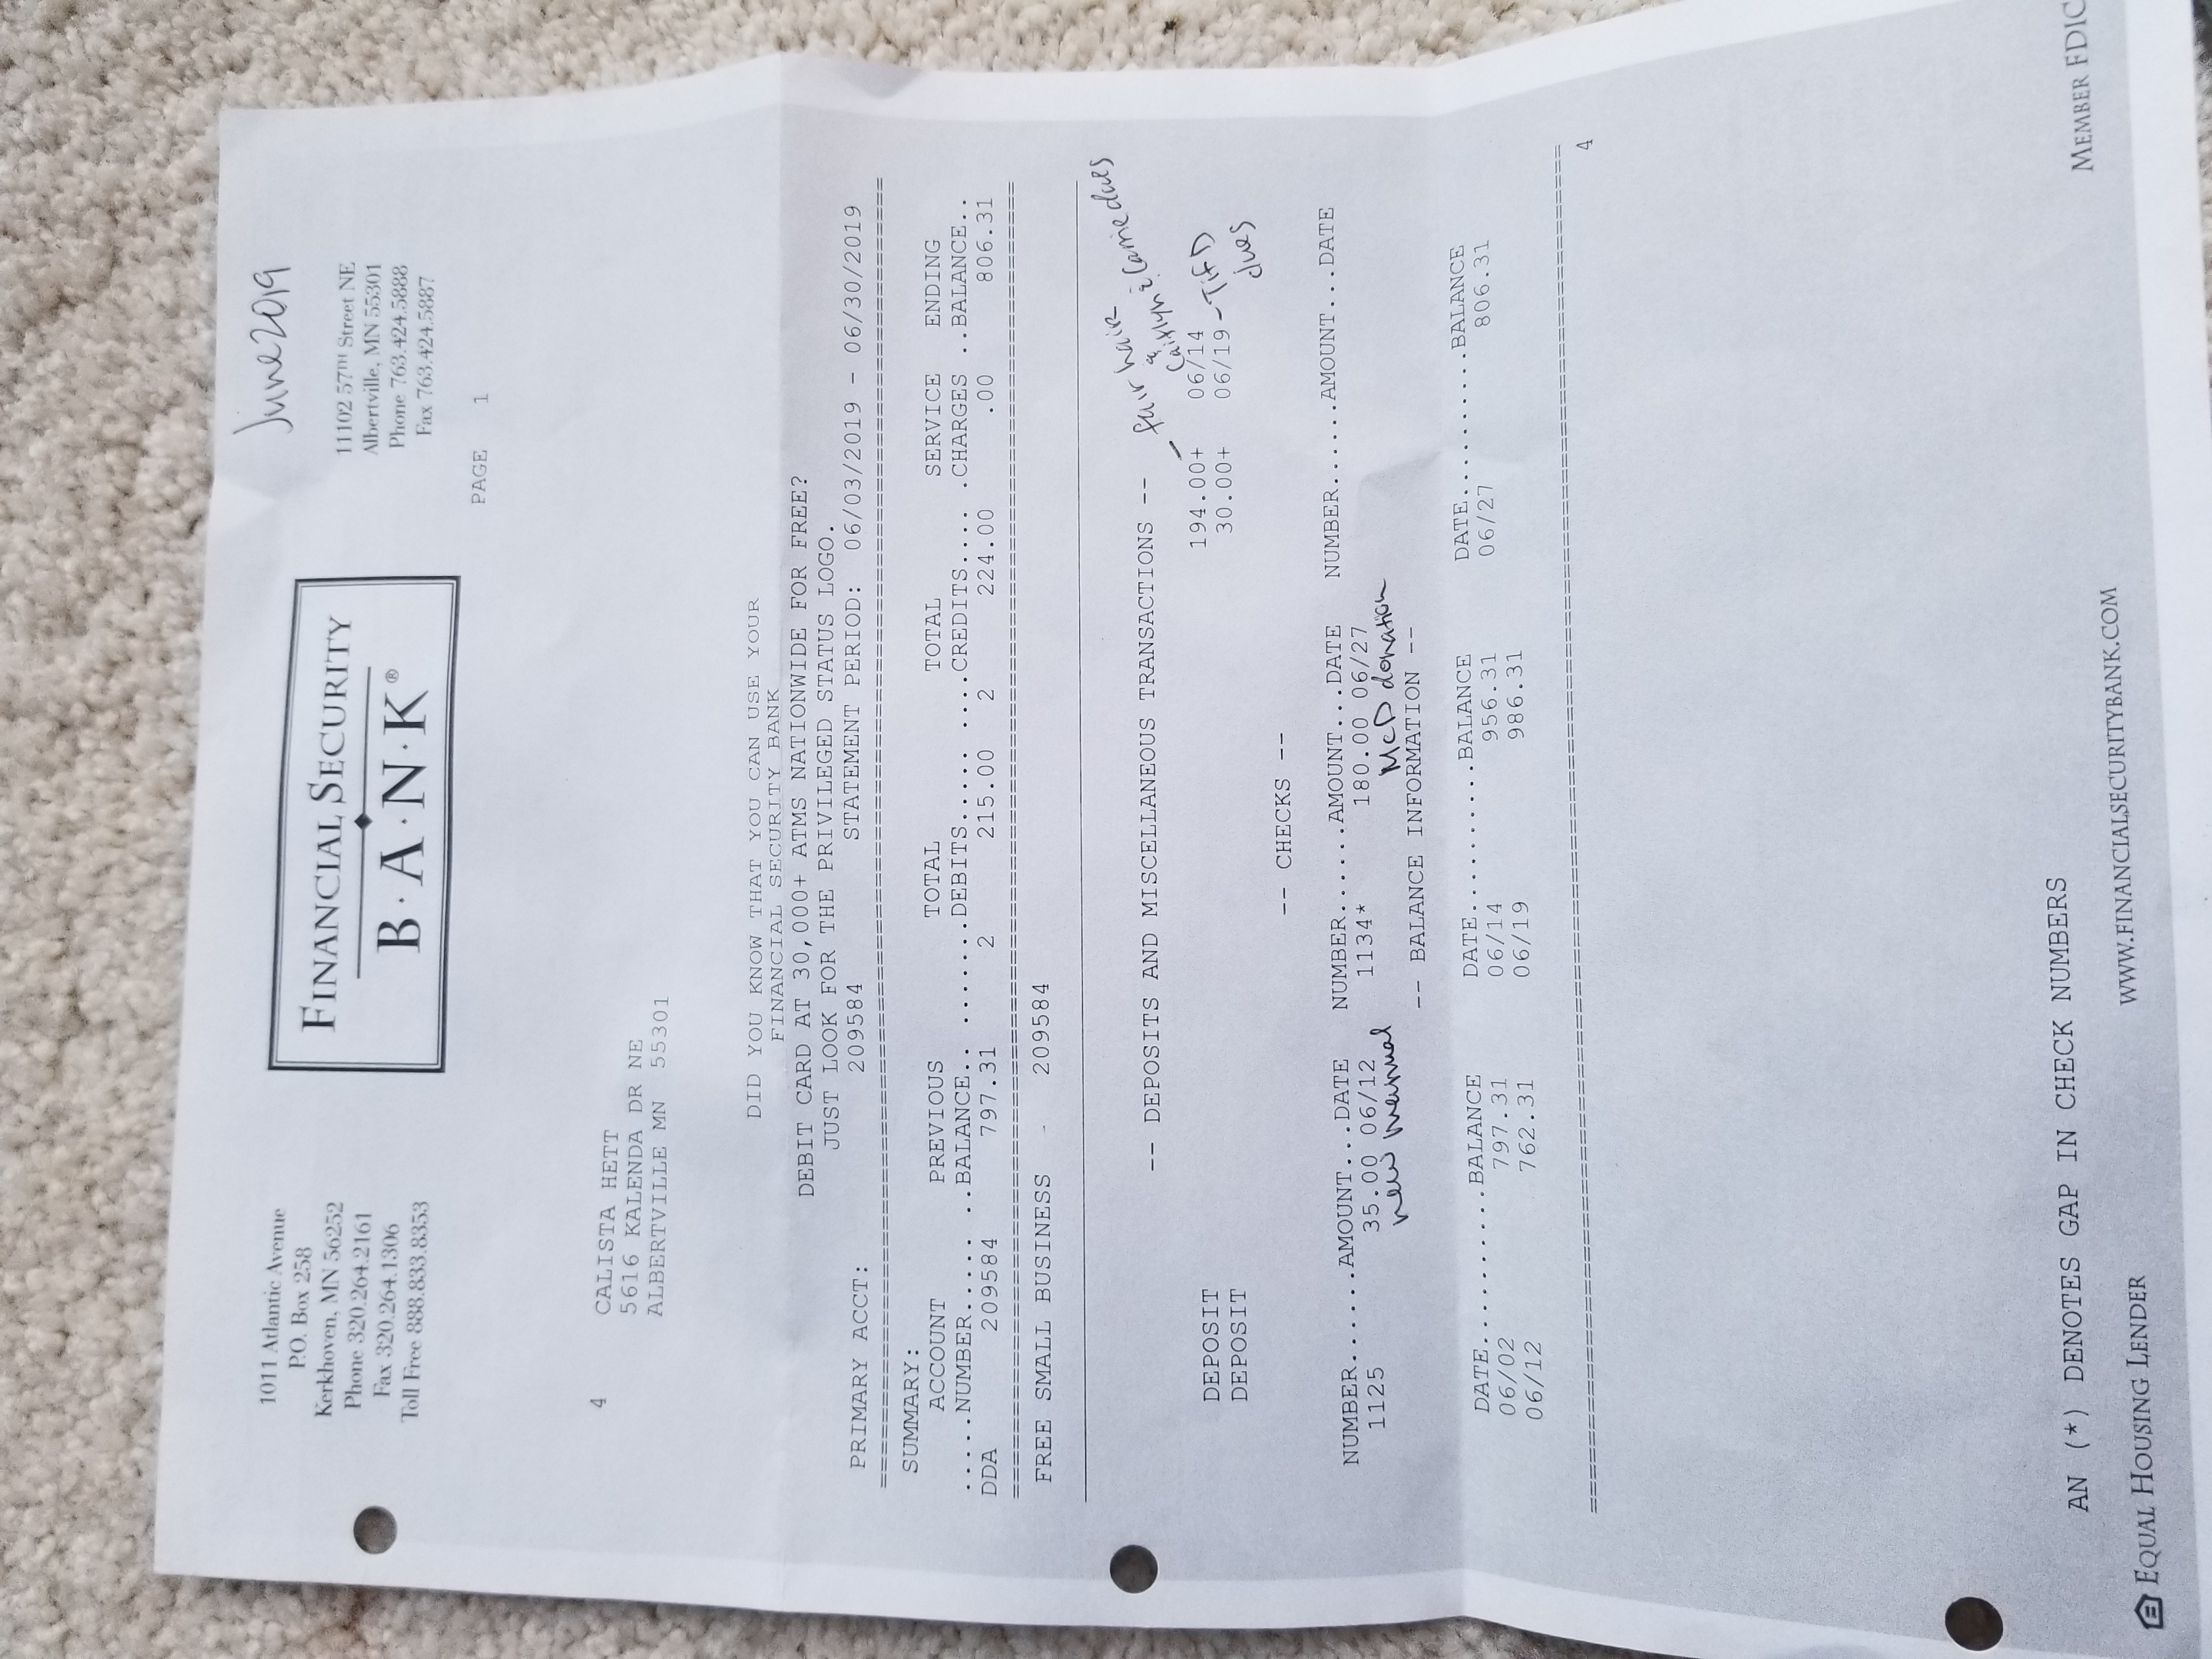 June 2019
1011 Atlantic Avenue
P.O. Box 258
Kerkhoven, MN 56252
Phone 320.264.2161
Fax 320.264.1306
Toll Free 888.833.8353
FINANCIAL SECURITY
B·A·N·K®
11102 57TH Street NE
Albertville, MN 55301
Phone 763.424.5888
Fax 763.424.5887
PAGE 1
4 CALISTA HETT
5616 KALENDA DR NE
ALBERTVILLE MN 55301
DID YOU KNOW THAT YOU CAN USE YOUR
FINANCIAL SECURITY BANK
DEBIT CARD AT 30,000+ ATMS NATIONWIDE FOR FREE?
JUST LOOK FOR THE PRIVILEGED STATUS LOGO.
PRIMARY ACCT: 209584 STATEMENT PERIOD: 06/03/2019 - 06/30/2019
SUMMARY:
ACCOUNT PREVIOUS TOTAL TOTAL SERVICE ENDING
.....NUMBER..... ..BALANCE.. .......DEBITS..... ....CREDITS.... .CHARGES ..BALANCE..
DDA 209584 797.31 2 215.00 2 224.00 .00 806.31
FREE SMALL BUSINESS - 209584
-- DEPOSITS AND MISCELLANEOUS TRANSACTIONS --
- fair hair
& Caitlyn & Carrie dues
DEPOSIT 194.00+ 06/14
DEPOSIT 30.00+ 06/19 - Tif D
dues
-- CHECKS --
NUMBER......AMOUNT...DATE NUMBER......AMOUNT...DATE NUMBER......AMOUNT...DATE
1125 35.00 06/12 1134* 180.00 06/27
new manual McD donation
-- BALANCE INFORMATION --
DATE..........BALANCE DATE..........BALANCE DATE..........BALANCE
06/02 797.31 06/14 956.31 06/27 806.31
06/12 762.31 06/19 986.31
4
AN (*) DENOTES GAP IN CHECK NUMBERS
EQUAL HOUSING LENDER
WWW.FINANCIALSECURITYBANK.COM
MEMBER FDIC